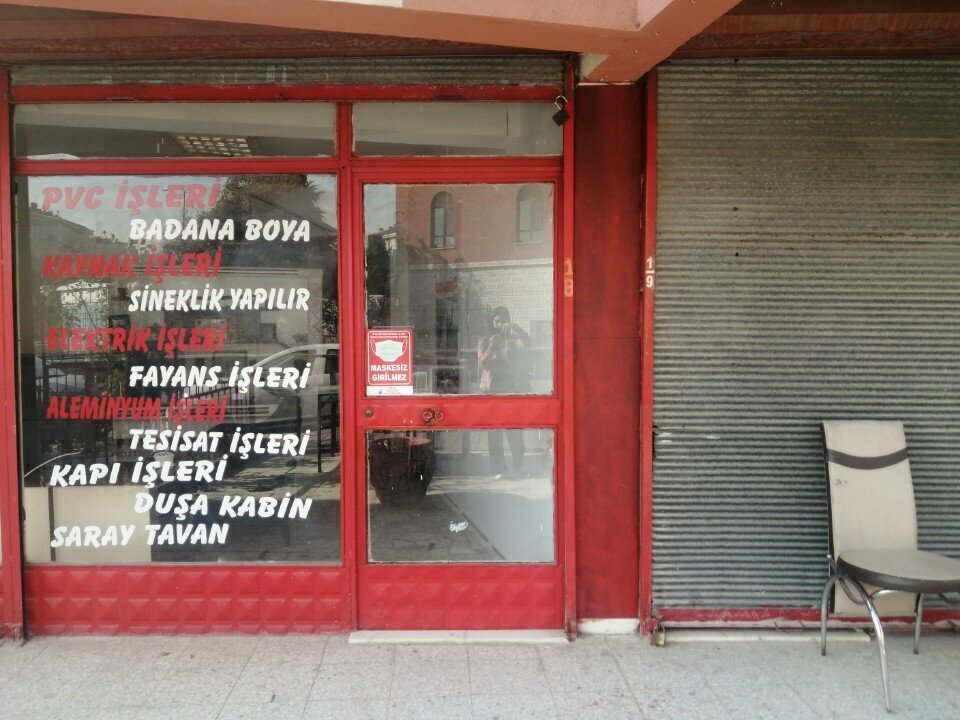 PVC İŞLERİ
BADANA BOYA
KAYNAK İŞLERİ
SİNEKLİK YAPILIR
ELEKTRİK İŞLERİ
FAYANS İŞLERİ
ALEMİNYUM İŞLERİ
TESİSAT İŞLERİ
KAPI İŞLERİ
DUŞA KABİN
SARAY TAVAN
MASKESİZ
GİRİLMEZ
18
19